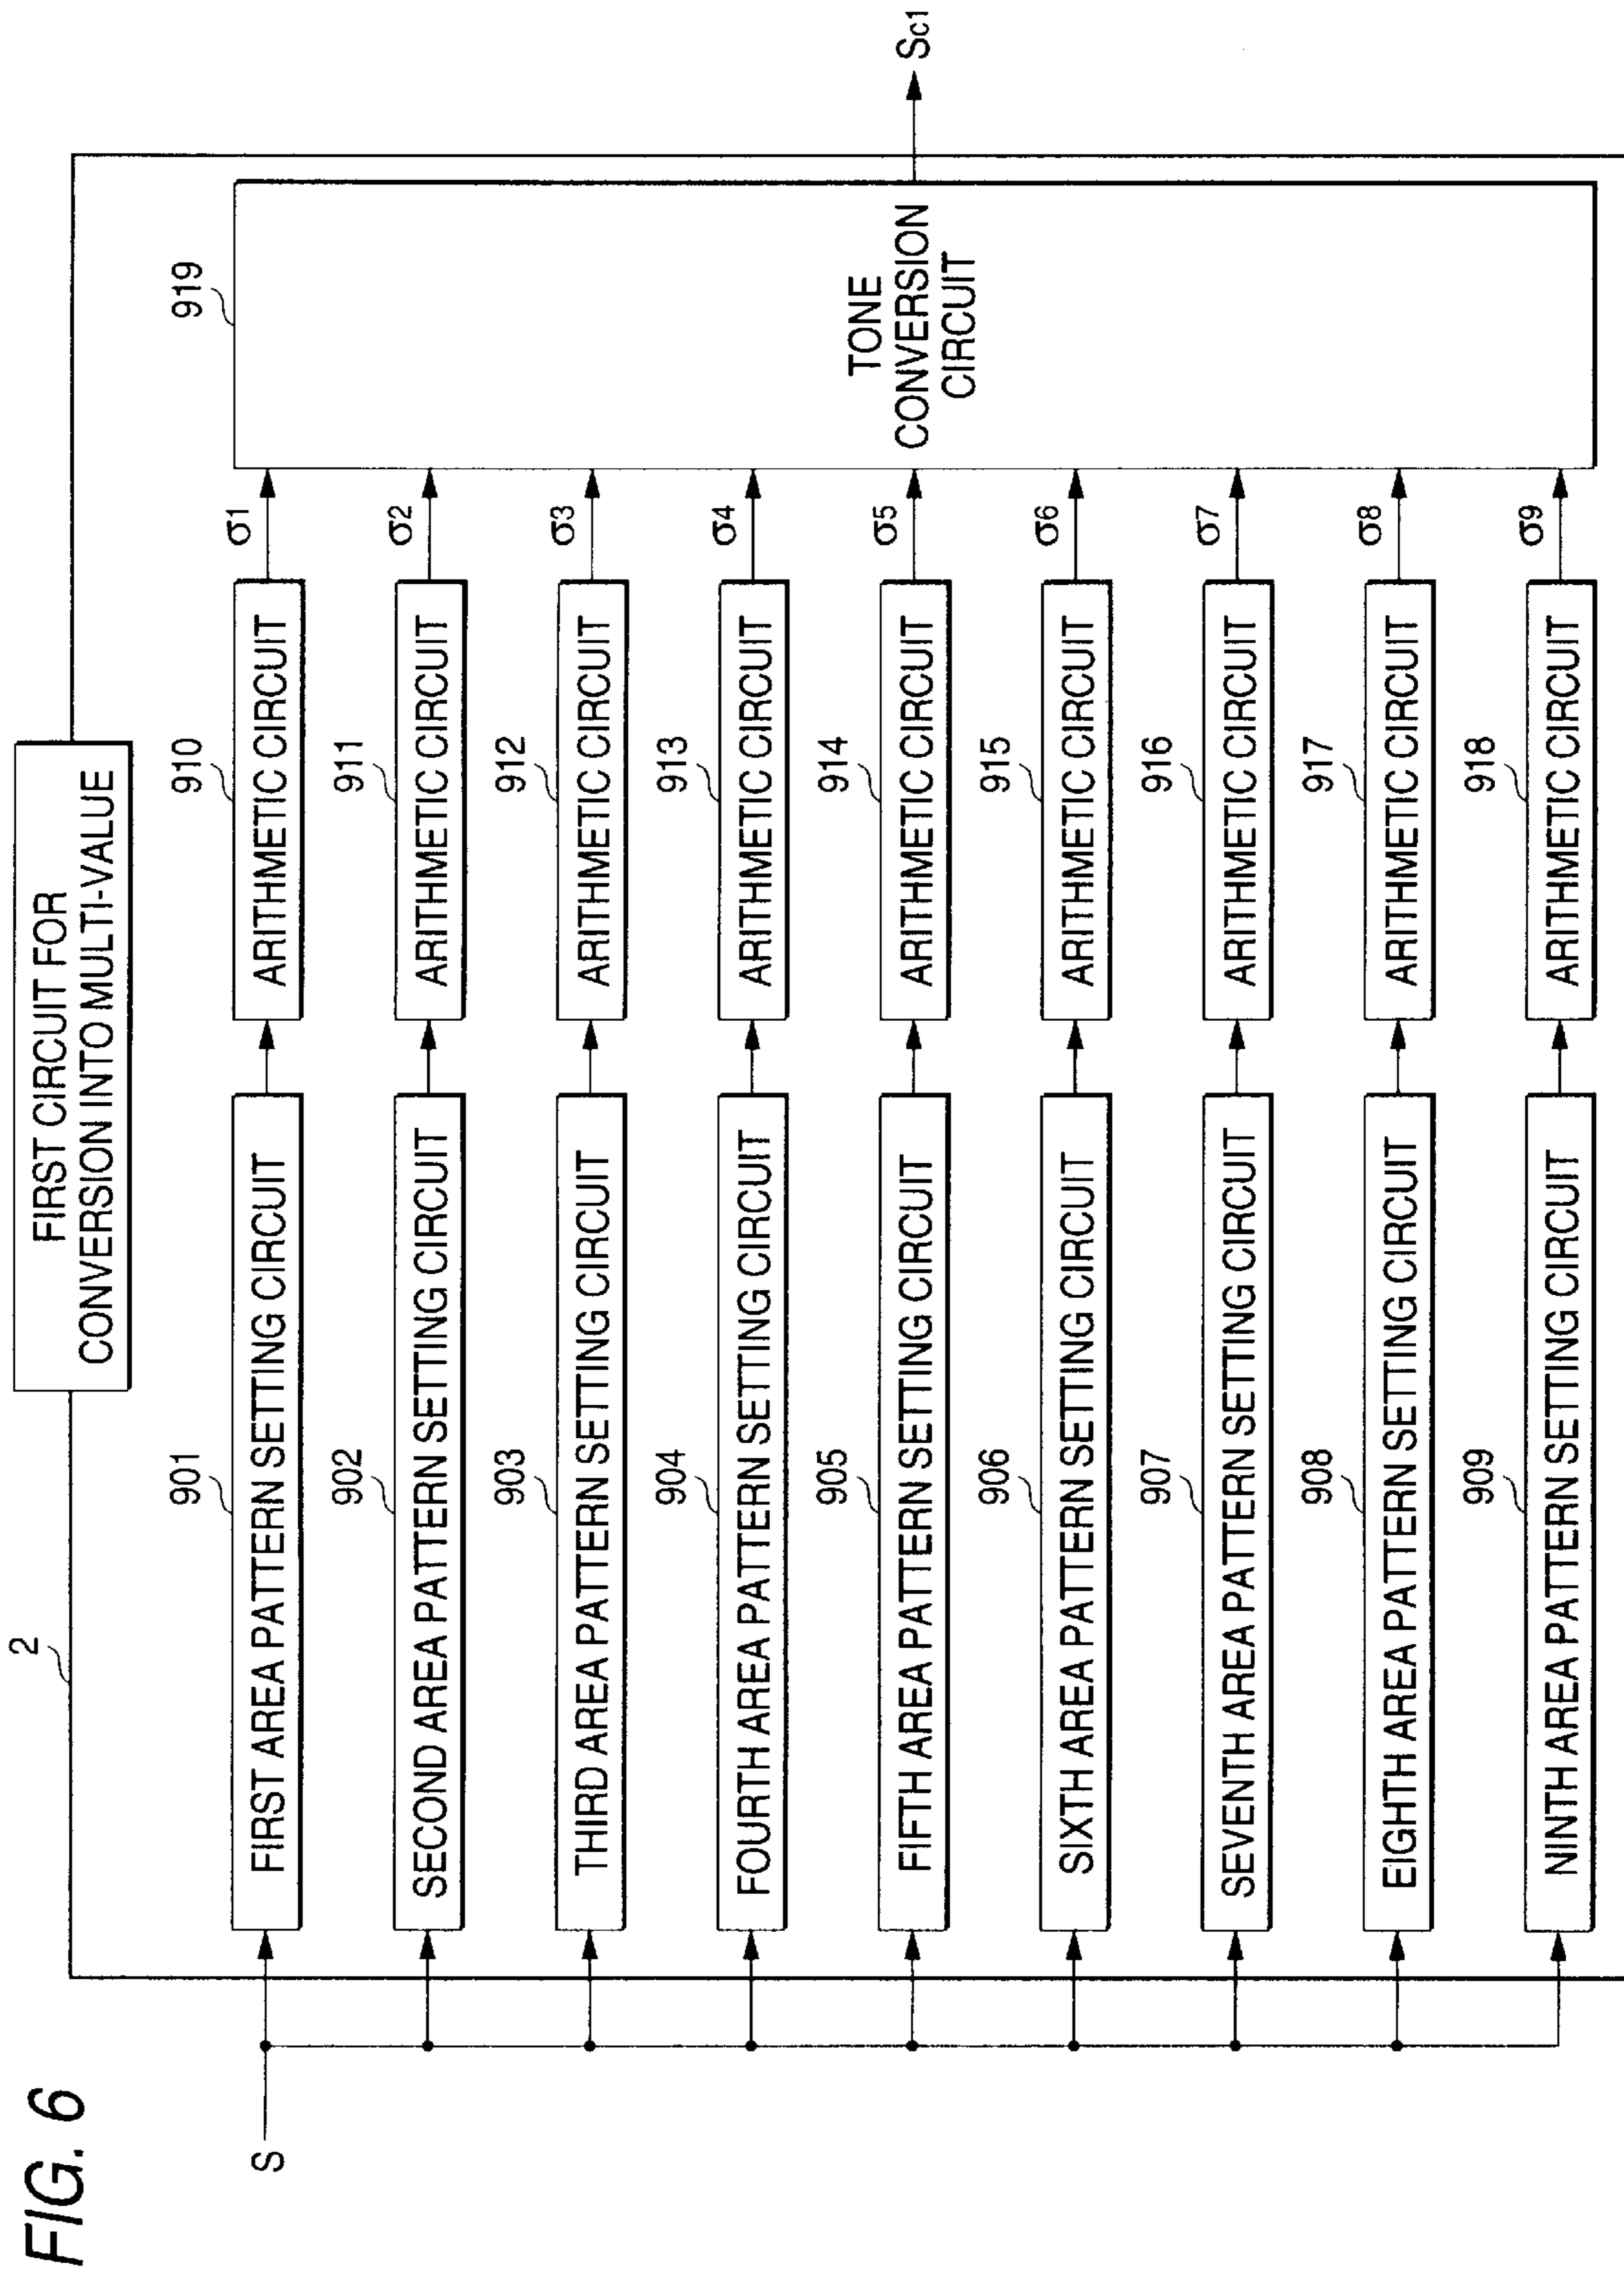 FIG. 6
FIRST CIRCUIT FOR
CONVERSION INTO MULTI-VALUE
2
S
901
FIRST AREA PATTERN SETTING CIRCUIT
910
ARITHMETIC CIRCUIT
σ1
902
SECOND AREA PATTERN SETTING CIRCUIT
911
ARITHMETIC CIRCUIT
σ2
903
THIRD AREA PATTERN SETTING CIRCUIT
912
ARITHMETIC CIRCUIT
σ3
904
FOURTH AREA PATTERN SETTING CIRCUIT
913
ARITHMETIC CIRCUIT
σ4
905
FIFTH AREA PATTERN SETTING CIRCUIT
914
ARITHMETIC CIRCUIT
σ5
906
SIXTH AREA PATTERN SETTING CIRCUIT
915
ARITHMETIC CIRCUIT
σ6
907
SEVENTH AREA PATTERN SETTING CIRCUIT
916
ARITHMETIC CIRCUIT
σ7
908
EIGHTH AREA PATTERN SETTING CIRCUIT
917
ARITHMETIC CIRCUIT
σ8
909
NINTH AREA PATTERN SETTING CIRCUIT
918
ARITHMETIC CIRCUIT
σ9
919
TONE
CONVERSION
CIRCUIT
Sc1